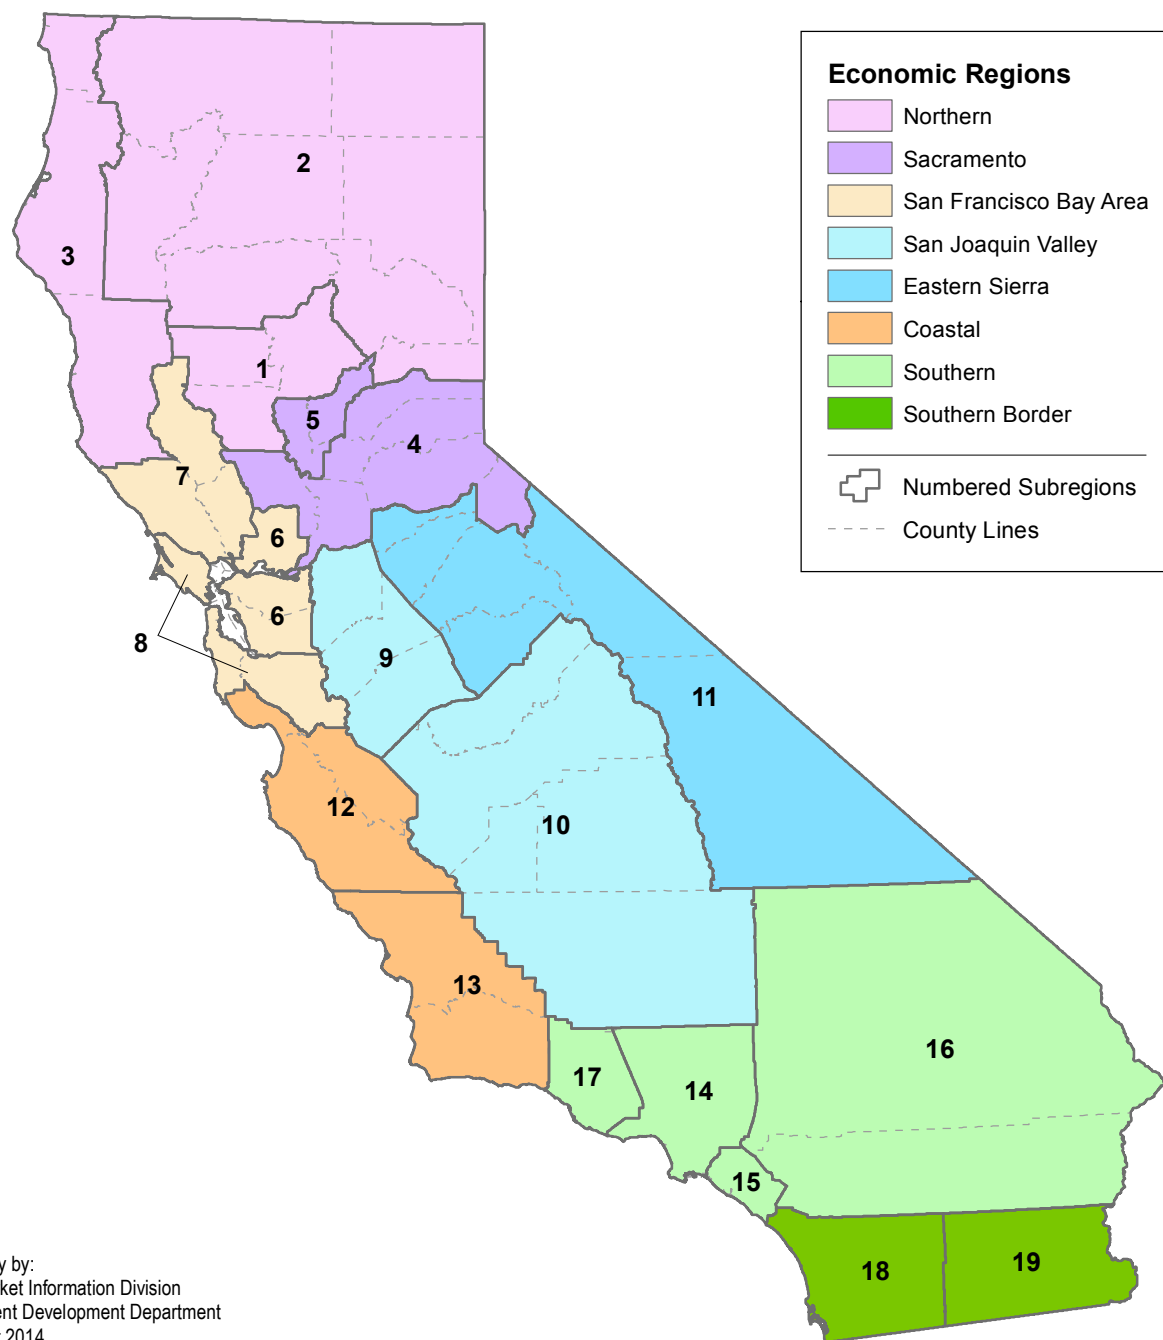 Economic Regions
Northern
Sacramento
San Francisco Bay Area
San Joaquin Valley
Eastern Sierra
Coastal
Southern
Southern Border
Numbered Subregions
County Lines
2
3
1
5
4
7
6
6
8
9
11
12
10
13
16
17
14
15
18
19
y by:
ket Information Division
ent Development Department
2014